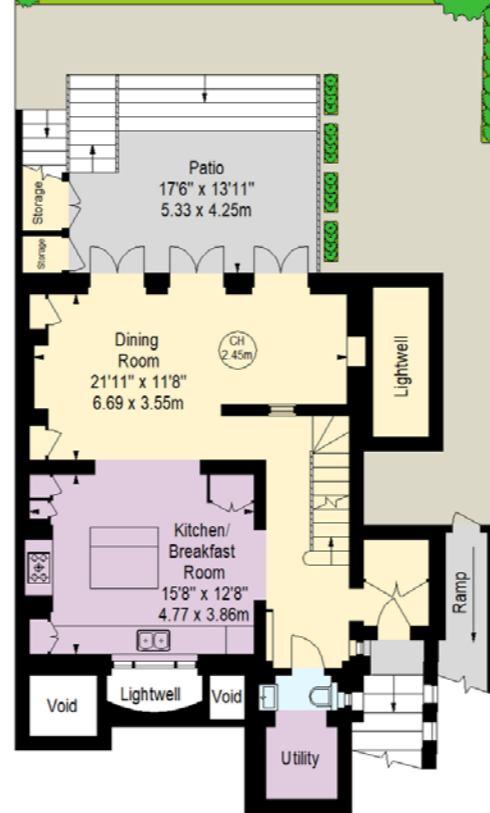 Patio
17'6" x 13'11"
5.33 x 4.25m
Storage
Storage
Dining
Room
21'11" x 11'8"
6.69 x 3.55m
CH
2.45m
Lightwell
Kitchen/
Breakfast
Room
15'8" x 12'8"
4.77 x 3.86m
Ramp
Void
Lightwell
Void
Utility